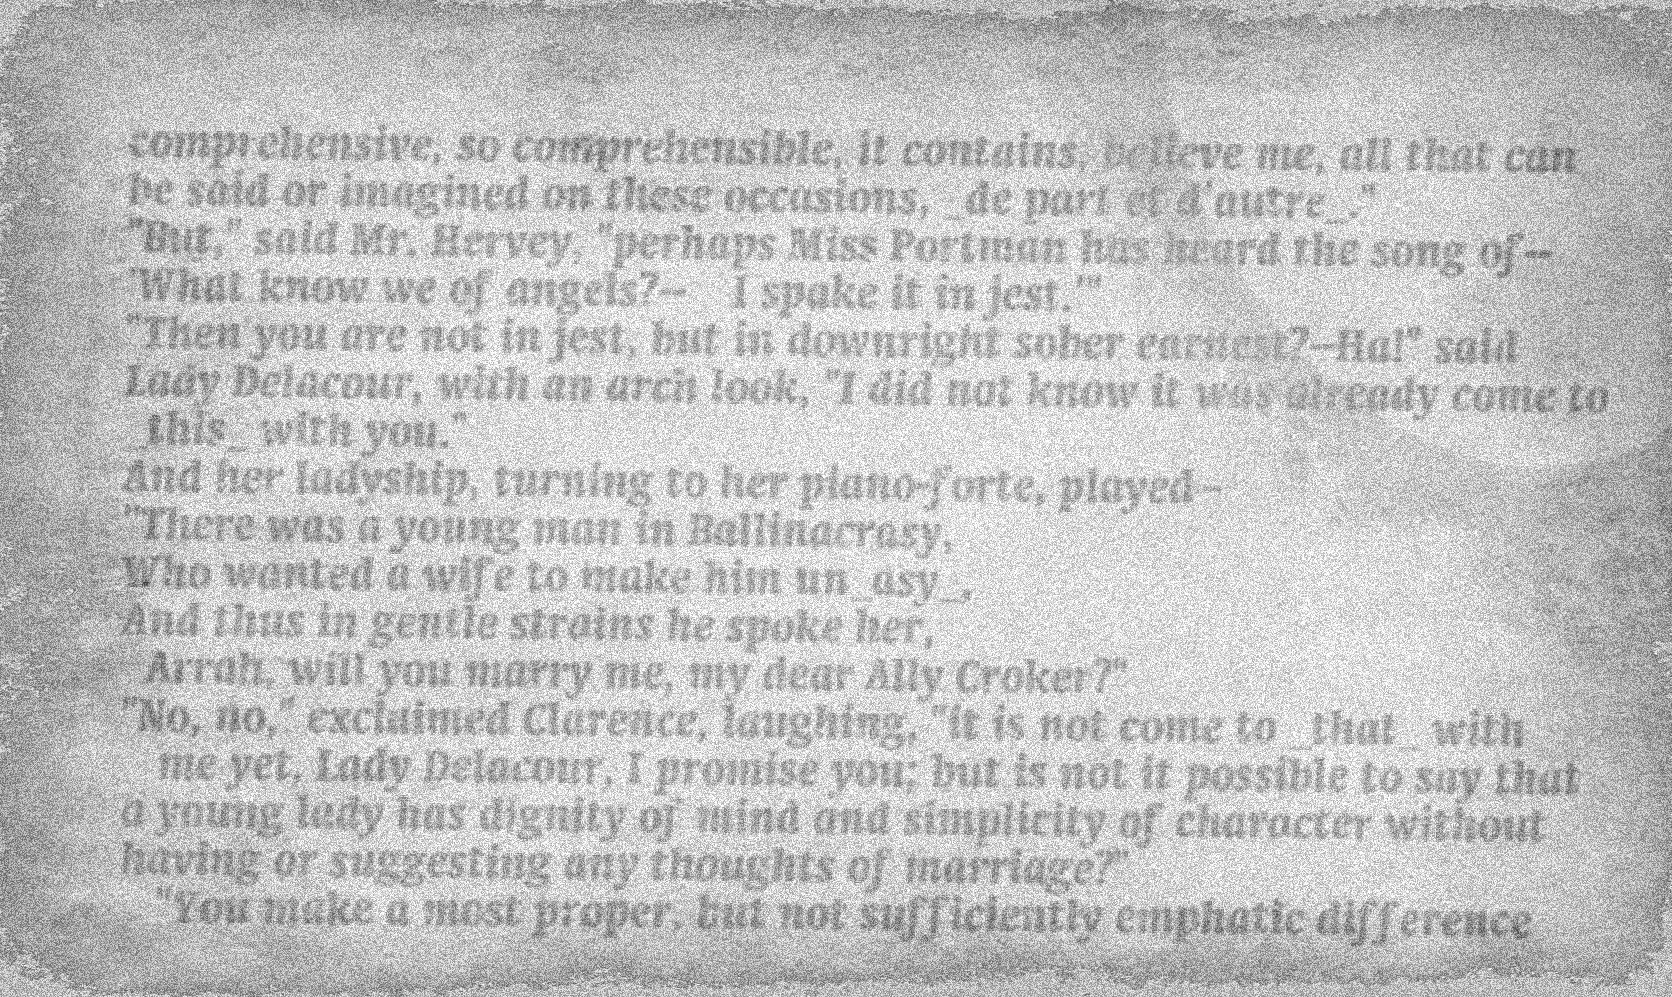 comprehensive, so comprehensible, it contains, believe me, all that can
be said or imagined on these occasions, _de part et d'autre_."
"But," said Mr. Hervey, "perhaps Miss Portman has heard the song of--
'What know we of angels?-- I spake it in jest.'"
"Then you are not in jest, but in downright sober earnest?--Ha!" said
Lady Delacour, with an arch look, "I did not know it was already come to
_this_ with you."
And her ladyship, turning to her piano-forte, played--
"There was a young man in Ballinacrasy,
Who wanted a wife to make him un_asy_,
And thus in gentle strains he spoke her,
Arrah, will you marry me, my dear Ally Croker?"
"No, no," exclaimed Clarence, laughing, "it is not come to _that_ with
me yet, Lady Delacour, I promise you; but is not it possible to say that
a young lady has dignity of mind and simplicity of character without
having or suggesting any thoughts of marriage?"
"You make a most proper, but not sufficiently emphatic difference